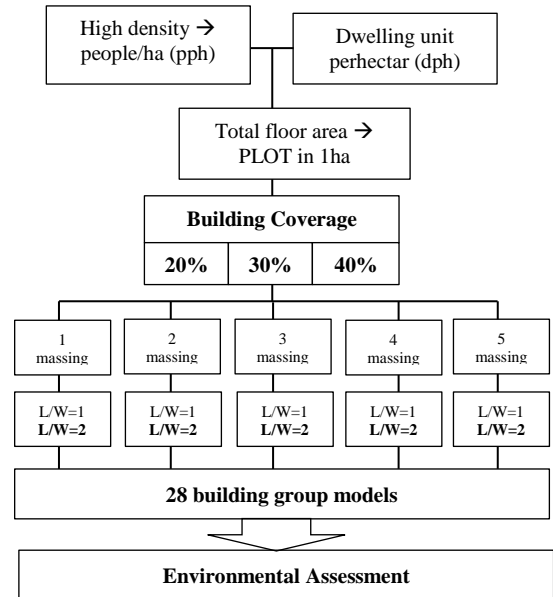 High density →
people/ha (pph)
Dwelling unit
perhectar (dph)
Total floor area →
PLOT in 1ha
Building Coverage
20% 30% 40%
1
massing
2
massing
3
massing
4
massing
5
massing
L/W=1
L/W=2
L/W=1
L/W=2
L/W=1
L/W=2
L/W=1
L/W=2
L/W=1
L/W=2
28 building group models
Environmental Assessment